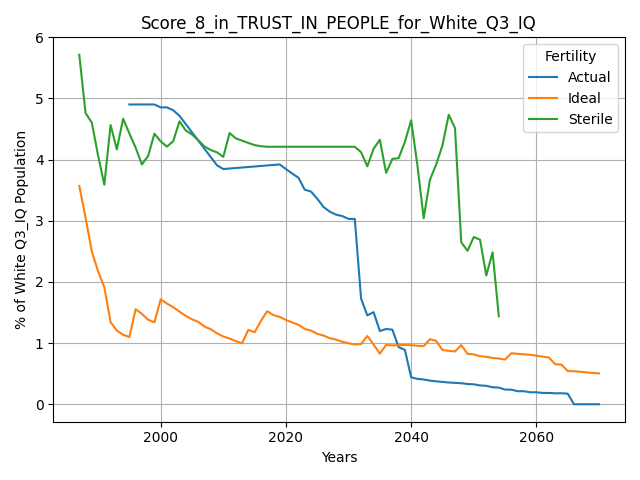 Score_8_in_TRUST_IN_PEOPLE_for_White_Q3_IQ
% of White Q3_IQ Population
6
5
4
3
2
1
0
Fertility
Actual
Ideal
Sterile
2000 2020 2040 2060
Years